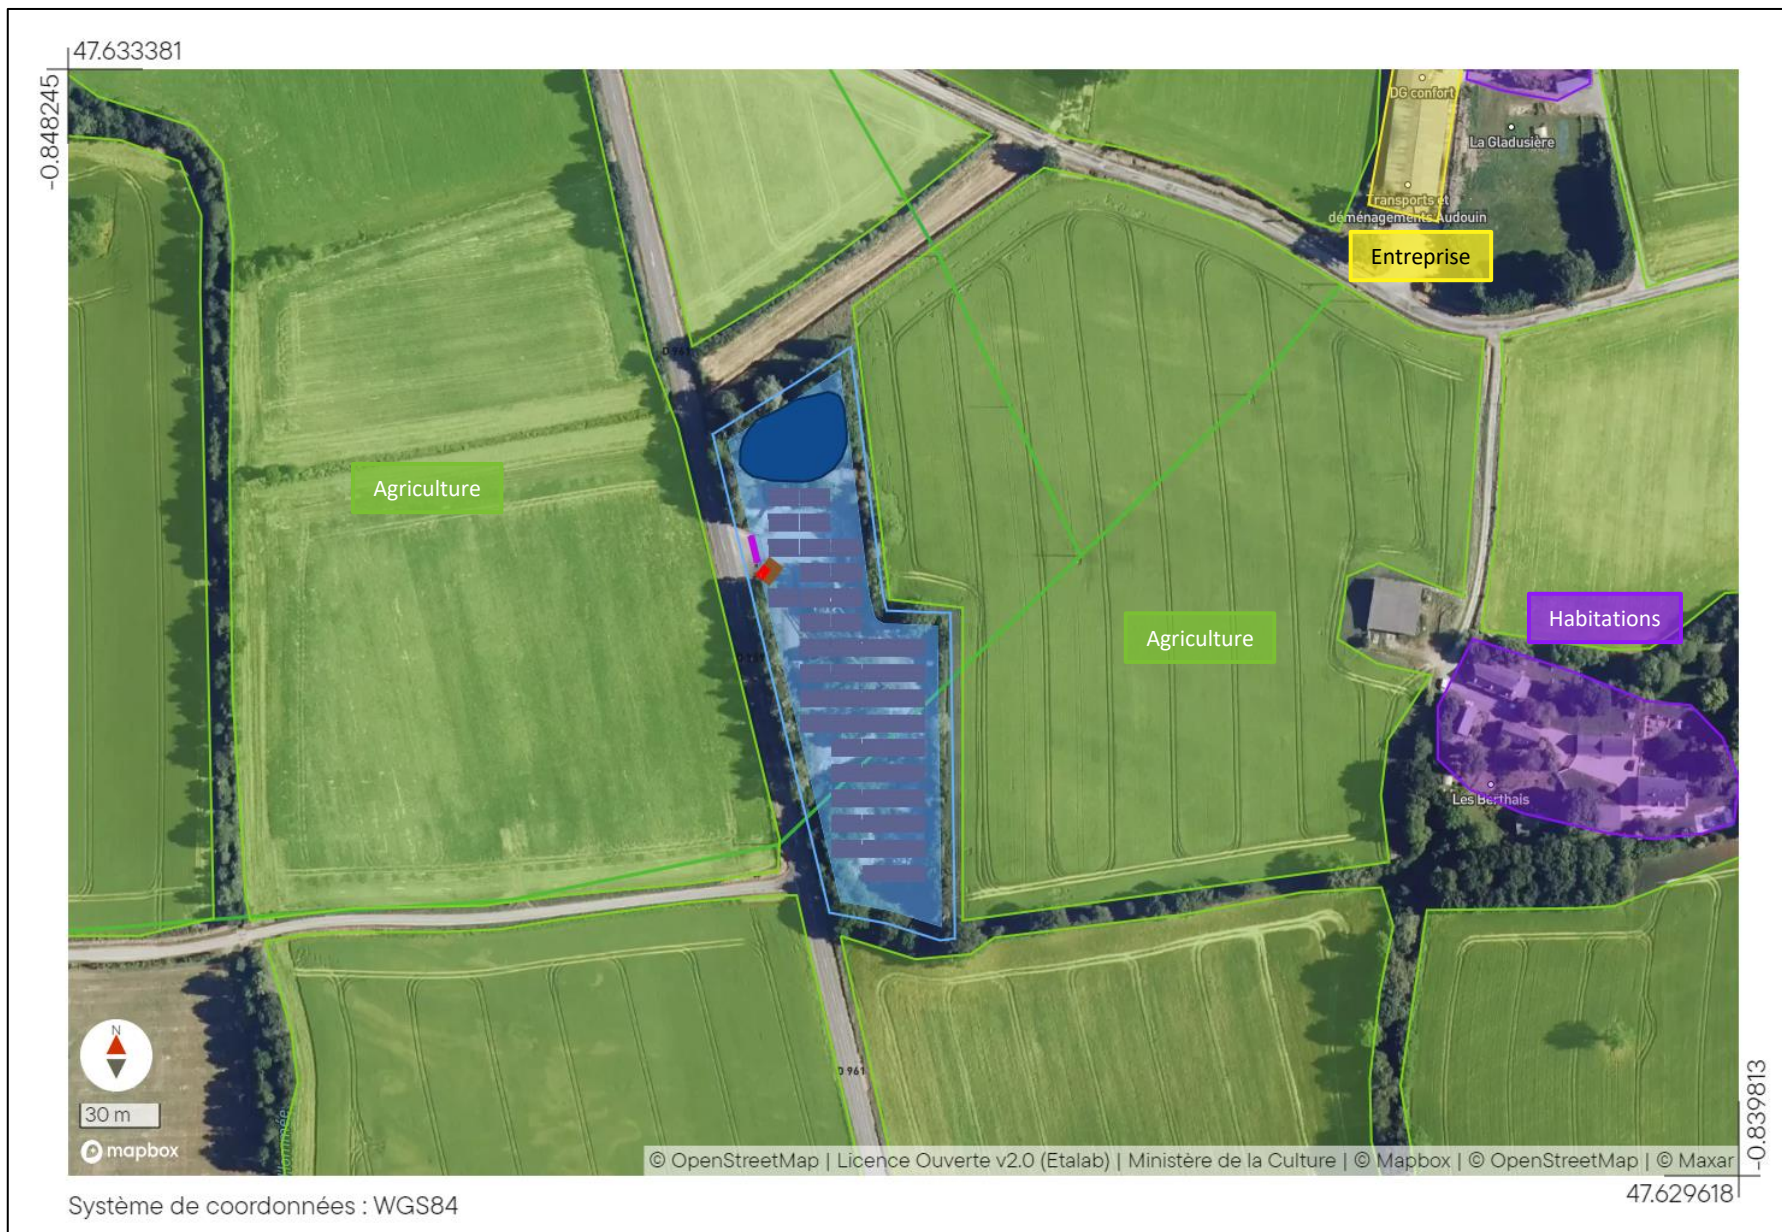 47.633381
-0.848245
DG confort
La Gladusière
Transports et
déménagements Audouin
Entreprise
D 961
Agriculture
Habitations
Agriculture
Les Berthais
D 961
N
30 m
mapbox
© OpenStreetMap | Licence Ouverte v2.0 (Etalab) | Ministère de la Culture | © Mapbox | © OpenStreetMap | © Maxar
-0.839813
47.629618
Système de coordonnées : WGS84